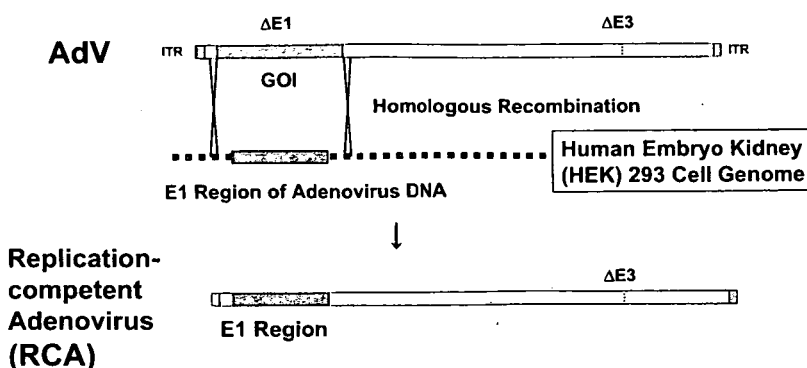 ΔE1 ΔE3
AdV ITR ITR
GOI
Homologous Recombination
Human Embryo Kidney
(HEK) 293 Cell Genome
E1 Region of Adenovirus DNA
↓
Replication-
competent
Adenovirus
(RCA)
ΔE3
E1 Region